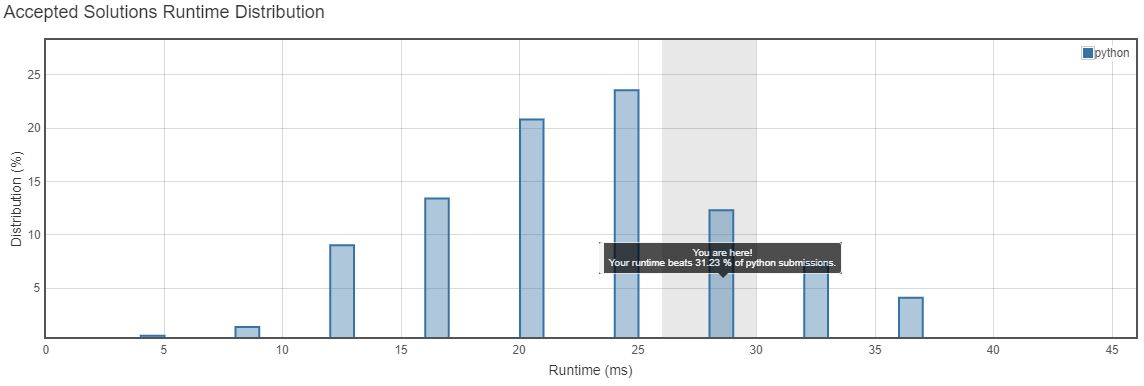 Accepted Solutions Runtime Distribution
python
25
20
15
10
5
Distribution (%)
You are here!
Your runtime beats 31.23 % of python submissions.
0 5 10 15 20 25 30 35 40 45
Runtime (ms)